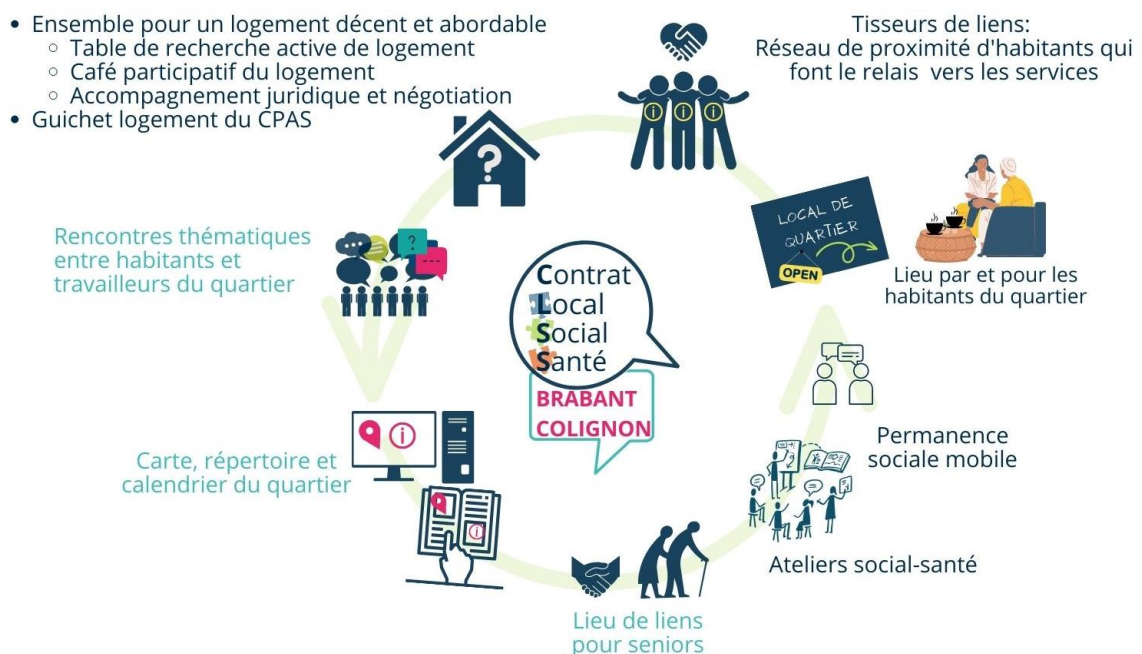 • Ensemble pour un logement décent et abordable
○ Table de recherche active de logement
○ Café participatif du logement
○ Accompagnement juridique et négotiation
• Guichet logement du CPAS
Tisseurs de liens:
Réseau de proximité d'habitants qui
font le relais vers les services
LOCAL DE
QUARTIER
OPEN
Lieu par et pour les
habitants du quartier
Rencontres thématiques
entre habitants et
travailleurs du quartier
Contrat
Local
Social
Santé
BRABANT
COLIGNON
Permanence
sociale mobile
Carte, répertoire et
calendrier du quartier
Ateliers social-santé
Lieu de liens
pour seniors